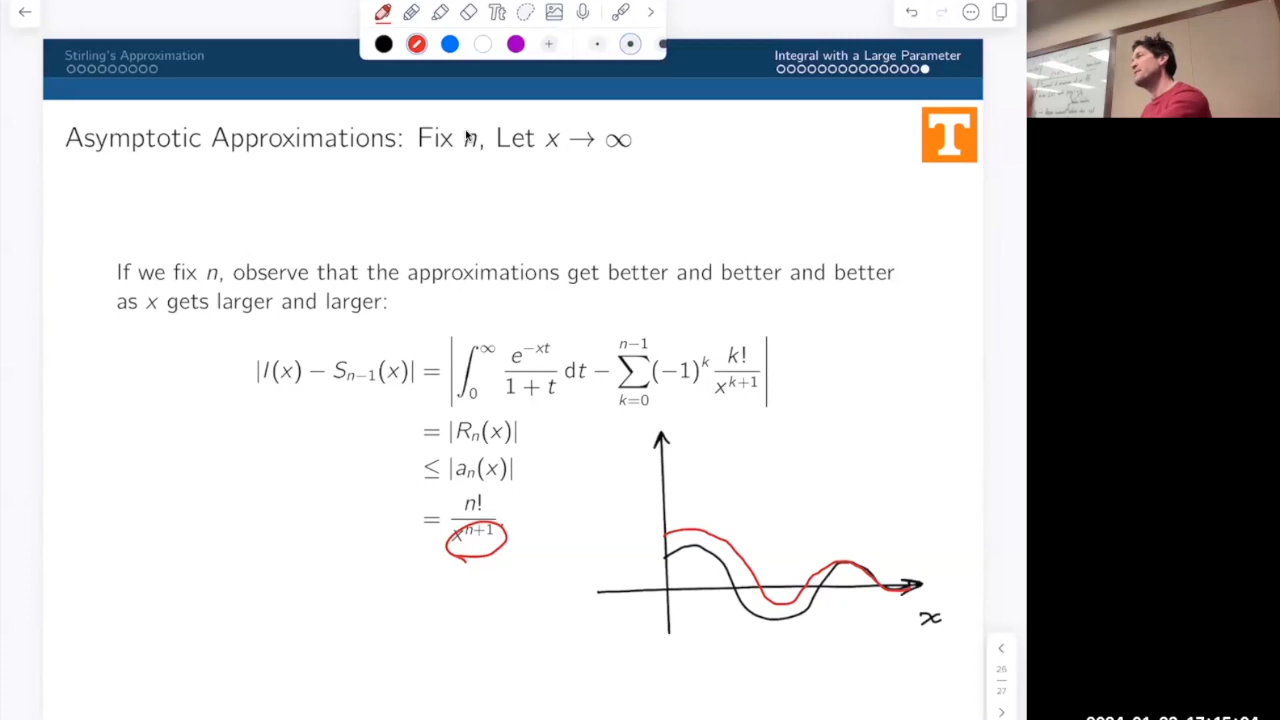 Stirling's Approximation
Integral with a Large Parameter
Asymptotic Approximations: Fix n, Let x → ∞
T
If we fix n, observe that the approximations get better and better and better
as x gets larger and larger:
|I(x) − S_{n−1}(x)| = |∫_0^∞ e^{−xt}/(1 + t) dt − ∑_{k=0}^{n−1} (−1)^k k!/x^{k+1}|
= |R_n(x)|
≤ |a_n(x)|
= n!/x^{n+1}
x
26
27